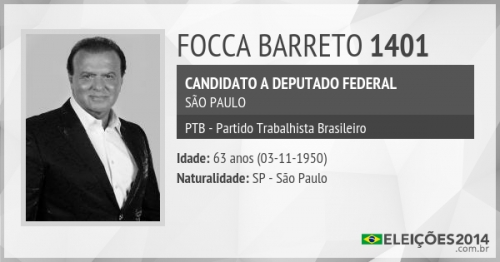 FOCCA BARRETO 1401
CANDIDATO A DEPUTADO FEDERAL
SÃO PAULO
PTB - Partido Trabalhista Brasileiro
Idade: 63 anos (03-11-1950)
Naturalidade: SP - São Paulo
ELEIÇÕES2014
.com.br